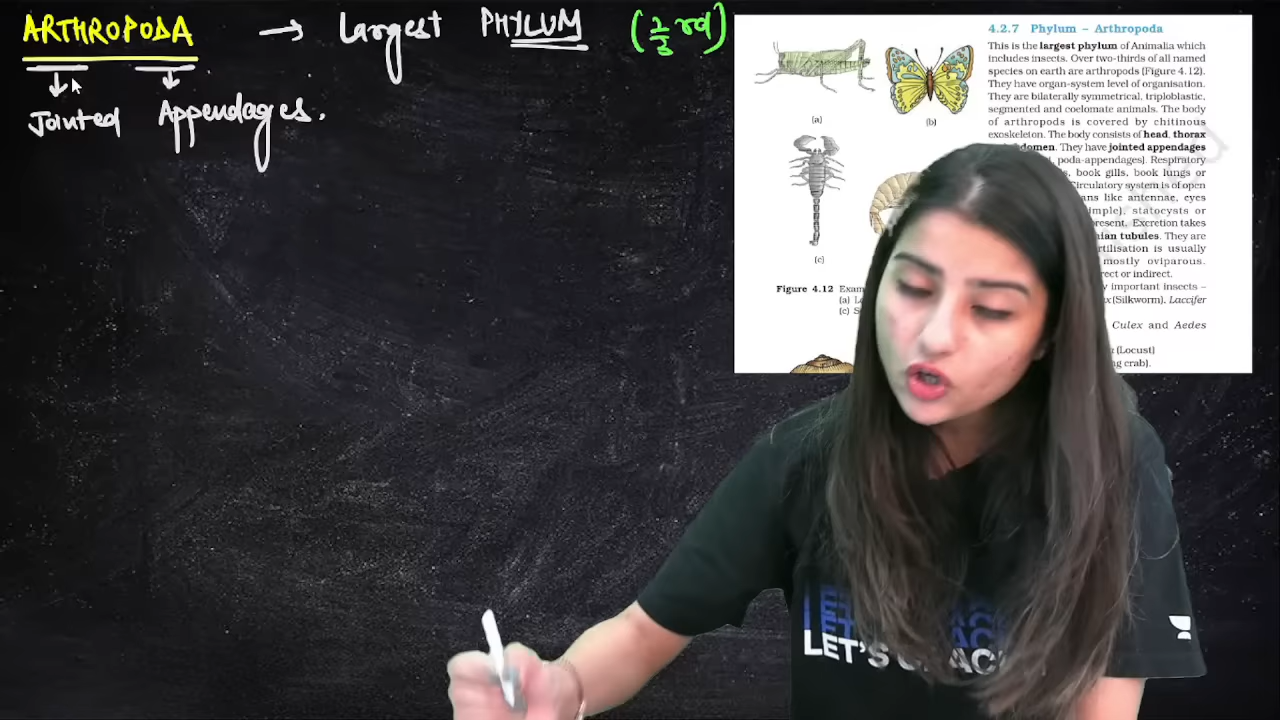 ARTHROPODA → Largest PHYLUM (2/3 rd)
Jointed Appendages.
4.2.7 Phylum – Arthropoda
This is the largest phylum of Animalia which
includes insects. Over two-thirds of all named
species on earth are arthropods (Figure 4.12).
They have organ-system level of organisation.
They are bilaterally symmetrical, triploblastic,
segmented and coelomate animals. The body
of arthropods is covered by chitinous
exoskeleton. The body consists of head, thorax
They have jointed appendages
poda-appendages). Respiratory
book gills, book lungs or
Circulatory system is of open
like antennae, eyes
statocysts or
Excretion takes
tubules. They are
is usually
mostly oviparous.
or indirect.
important insects –
(Silkworm), Laccifer
Culex and Aedes
(Locust)
crab).
(a)
(b)
(c)
Figure 4.12
(a)
(c)
LET'S